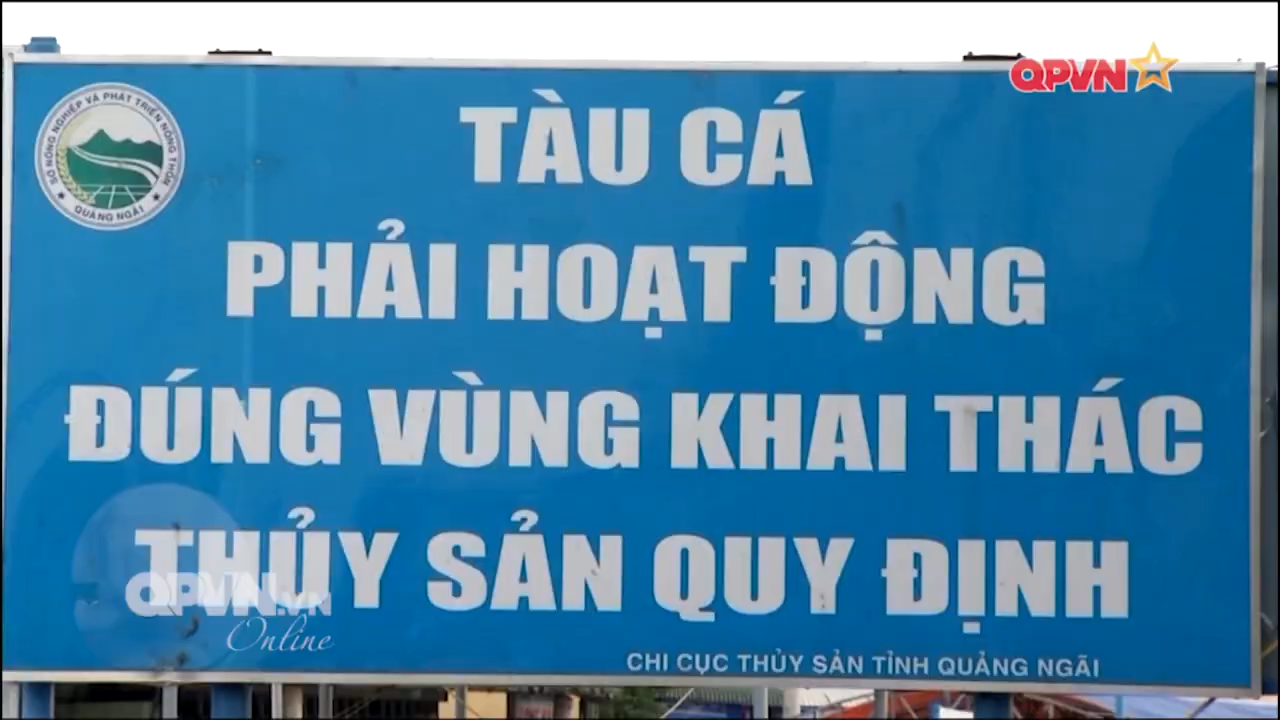 QPVN
SỞ NÔNG NGHIỆP VÀ PHÁT TRIỂN NÔNG THÔN
QUẢNG NGÃI
TÀU CÁ
PHẢI HOẠT ĐỘNG
ĐÚNG VÙNG KHAI THÁC
THỦY SẢN QUY ĐỊNH
QPVN.VN
Online
CHI CỤC THỦY SẢN TỈNH QUẢNG NGÃI